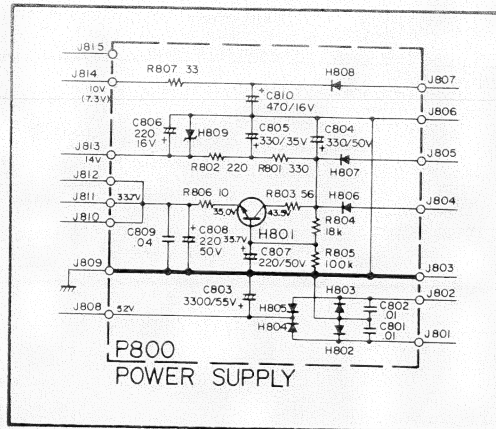 J815
J814
R807 33
H808
J807
10V
(7.3V)
C810
470/16V
J806
C806
220
16V
H809
C805
330/35V
C804
330/50V
J813
14V
J805
R802 220
R801 330
H807
J812
J811
33.7V
R806 10
R803 56
H806
J804
35.0V
43.5V
J810
H801
R804
18k
C809
.04
C808
220
50V
35.7V
C807
220/50V
R805
100k
J809
J803
C803
3300/55V
H805
H803
J802
C802
.01
J808
52V
H804
C801
.01
H802
J801
P800
POWER SUPPLY